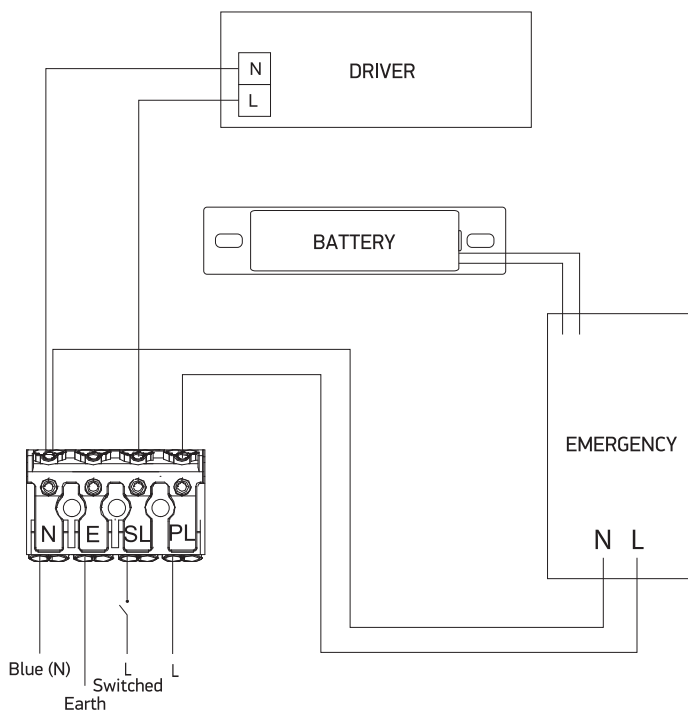 N
DRIVER
L
BATTERY
EMERGENCY
N E SL PL
N L
Blue (N)
L
Switched
L
Earth